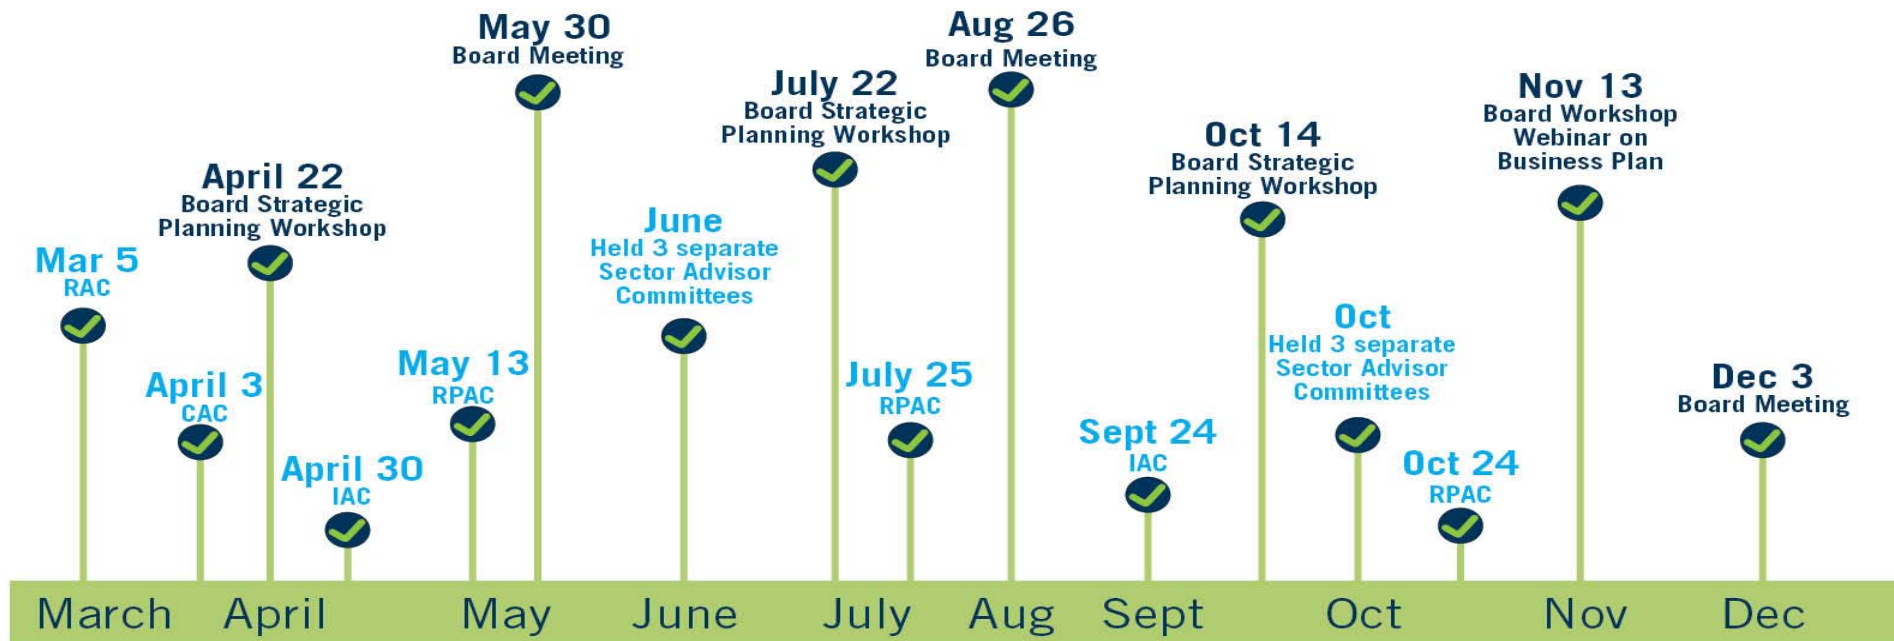 Mar 5
RAC
April 3
CAC
April 22
Board Strategic
Planning Workshop
April 30
IAC
May 13
RPAC
May 30
Board Meeting
June
Held 3 separate
Sector Advisor
Committees
July 22
Board Strategic
Planning Workshop
July 25
RPAC
Aug 26
Board Meeting
Sept 24
IAC
Oct 14
Board Strategic
Planning Workshop
Oct
Held 3 separate
Sector Advisor
Committees
Oct 24
RPAC
Nov 13
Board Workshop
Webinar on
Business Plan
Dec 3
Board Meeting
March April May June July Aug Sept Oct Nov Dec